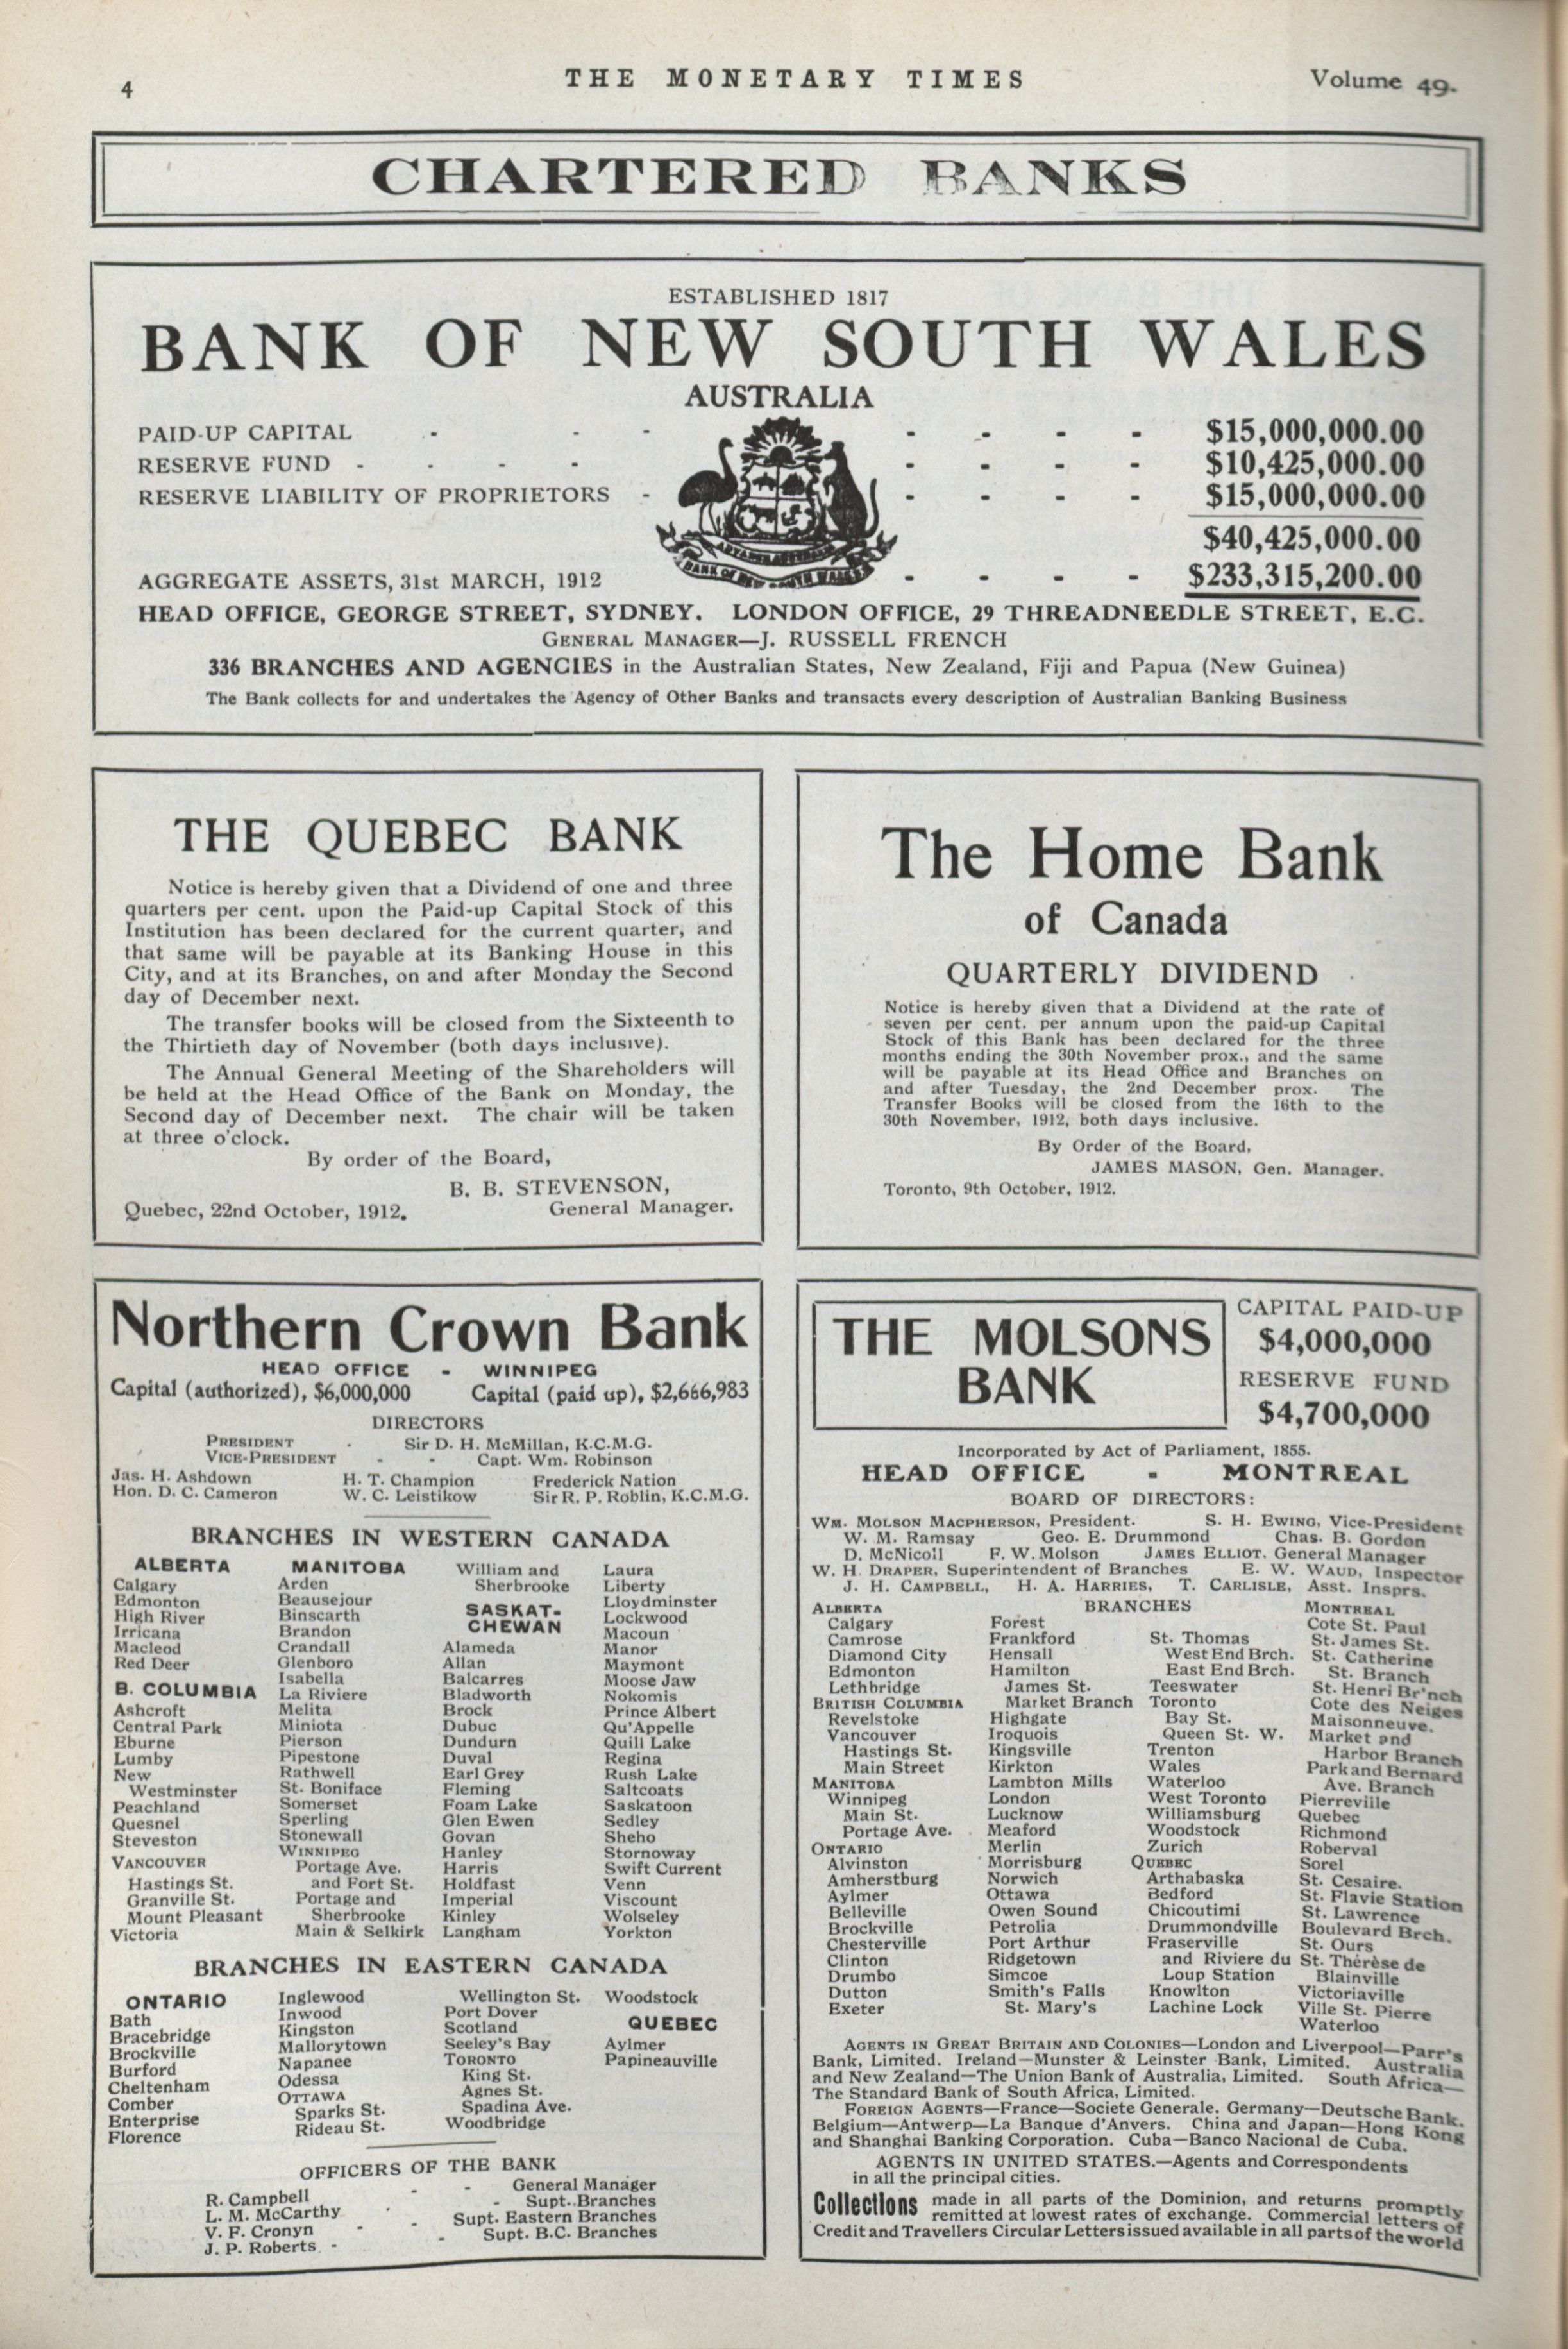 4
THE MONETARY TIMES
Volume 49.
CHARTERED BANKS
ESTABLISHED 1817
BANK OF NEW SOUTH WALES
AUSTRALIA
PAID-UP CAPITAL - - - - - - - $15,000,000.00
RESERVE FUND - - - - - - - - $10,425,000.00
RESERVE LIABILITY OF PROPRIETORS - - - - - $15,000,000.00
$40,425,000.00
AGGREGATE ASSETS, 31st MARCH, 1912 - - - - $233,315,200.00
HEAD OFFICE, GEORGE STREET, SYDNEY. LONDON OFFICE, 29 THREADNEEDLE STREET, E.C.
GENERAL MANAGER—J. RUSSELL FRENCH
336 BRANCHES AND AGENCIES in the Australian States, New Zealand, Fiji and Papua (New Guinea)
The Bank collects for and undertakes the Agency of Other Banks and transacts every description of Australian Banking Business
THE QUEBEC BANK
Notice is hereby given that a Dividend of one and three
quarters per cent. upon the Paid-up Capital Stock of this
Institution has been declared for the current quarter, and
that same will be payable at its Banking House in this
City, and at its Branches, on and after Monday the Second
day of December next.
The transfer books will be closed from the Sixteenth to
the Thirtieth day of November (both days inclusive).
The Annual General Meeting of the Shareholders will
be held at the Head Office of the Bank on Monday, the
Second day of December next. The chair will be taken
at three o'clock.
By order of the Board,
B. B. STEVENSON,
Quebec, 22nd October, 1912. General Manager.
The Home Bank
of Canada
QUARTERLY DIVIDEND
Notice is hereby given that a Dividend at the rate of
seven per cent. per annum upon the paid-up Capital
Stock of this Bank has been declared for the three
months ending the 30th November prox., and the same
will be payable at its Head Office and Branches on
and after Tuesday, the 2nd December prox. The
Transfer Books will be closed from the 16th to the
30th November, 1912, both days inclusive.
By Order of the Board,
JAMES MASON, Gen. Manager.
Toronto, 9th October, 1912.
Northern Crown Bank
HEAD OFFICE - WINNIPEG
Capital (authorized), $6,000,000 Capital (paid up), $2,666,983
DIRECTORS
PRESIDENT - Sir D. H. McMillan, K.C.M.G.
VICE-PRESIDENT - - Capt. Wm. Robinson
Jas. H. Ashdown H. T. Champion Frederick Nation
Hon. D. C. Cameron W. C. Leistikow Sir R. P. Roblin, K.C.M.G.
BRANCHES IN WESTERN CANADA
ALBERTA
Calgary
Edmonton
High River
Irricana
Macleod
Red Deer
B. COLUMBIA
Ashcroft
Central Park
Eburne
Lumby
New
Westminster
Peachland
Quesnel
Steveston
VANCOUVER
Hastings St.
Granville St.
Mount Pleasant
Victoria
MANITOBA
Arden
Beausejour
Binscarth
Brandon
Crandall
Glenboro
Isabella
La Riviere
Melita
Miniota
Pierson
Pipestone
Rathwell
St. Boniface
Somerset
Sperling
Stonewall
WINNIPEG
Portage Ave.
and Fort St.
Portage and
Sherbrooke
Main & Selkirk
William and
Sherbrooke
SASKAT-
CHEWAN
Alameda
Allan
Balcarres
Bladworth
Brock
Dubuc
Dundurn
Duval
Earl Grey
Fleming
Foam Lake
Glen Ewen
Govan
Hanley
Harris
Holdfast
Imperial
Kinley
Langham
Laura
Liberty
Lloydminster
Lockwood
Macoun
Manor
Maymont
Moose Jaw
Nokomis
Prince Albert
Qu'Appelle
Quill Lake
Regina
Rush Lake
Saltcoats
Saskatoon
Sedley
Sheho
Stornoway
Swift Current
Venn
Viscount
Wolseley
Yorkton
BRANCHES IN EASTERN CANADA
ONTARIO
Bath
Bracebridge
Brockville
Burford
Cheltenham
Comber
Enterprise
Florence
Inglewood
Inwood
Kingston
Mallorytown
Napanee
Odessa
OTTAWA
Sparks St.
Rideau St.
Wellington St.
Port Dover
Scotland
Seeley's Bay
TORONTO
King St.
Agnes St.
Spadina Ave.
Woodbridge
Woodstock
QUEBEC
Aylmer
Papineauville
OFFICERS OF THE BANK
R. Campbell - - General Manager
L. M. McCarthy - - Supt. Branches
V. F. Cronyn - - Supt. Eastern Branches
J. P. Roberts - - Supt. B.C. Branches
THE MOLSONS
BANK
CAPITAL PAID-UP
$4,000,000
RESERVE FUND
$4,700,000
Incorporated by Act of Parliament, 1855.
HEAD OFFICE - MONTREAL
BOARD OF DIRECTORS:
WM. MOLSON MACPHERSON, President. S. H. EWING, Vice-President
W. M. Ramsay Geo. E. Drummond Chas. B. Gordon
D. McNicoll F. W. Molson JAMES ELLIOT, General Manager
W. H. DRAPER, Superintendent of Branches E. W. WAUD, Inspector
J. H. CAMPBELL, H. A. HARRIES, T. CARLISLE, Asst. Insprs.
BRANCHES
ALBERTA
Calgary
Camrose
Diamond City
Edmonton
Lethbridge
BRITISH COLUMBIA
Revelstoke
Vancouver
Hastings St.
Main Street
MANITOBA
Winnipeg
Main St.
Portage Ave.
ONTARIO
Alvinston
Amherstburg
Aylmer
Belleville
Brockville
Chesterville
Clinton
Drumbo
Dutton
Exeter
Forest
Frankford
Hensall
Hamilton
James St.
Market Branch
Highgate
Iroquois
Kingsville
Kirkton
Lambton Mills
London
Lucknow
Meaford
Merlin
Morrisburg
Norwich
Ottawa
Owen Sound
Petrolia
Port Arthur
Ridgetown
Simcoe
Smith's Falls
St. Mary's
St. Thomas
West End Brch.
East End Brch.
Teeswater
Toronto
Bay St.
Queen St. W.
Trenton
Wales
Waterloo
West Toronto
Williamsburg
Woodstock
Zurich
QUEBEC
Arthabaska
Bedford
Chicoutimi
Drummondville
Fraserville
and Riviere du
Loup Station
Knowlton
Lachine Lock
MONTREAL
Cote St. Paul
St. James St.
St. Catherine
St. Branch
St. Henri Br'nch
Cote des Neiges
Maisonneuve.
Market and
Harbor Branch
Park and Bernard
Ave. Branch
Pierreville
Quebec
Richmond
Roberval
Sorel
St. Cesaire.
St. Flavie Station
St. Lawrence
Boulevard Brch.
St. Ours
St. Thérèse de
Blainville
Victoriaville
Ville St. Pierre
Waterloo
AGENTS IN GREAT BRITAIN AND COLONIES—London and Liverpool—Parr's
Bank, Limited. Ireland—Munster & Leinster Bank, Limited. Australia
and New Zealand—The Union Bank of Australia, Limited. South Africa—
The Standard Bank of South Africa, Limited.
FOREIGN AGENTS—France—Societe Generale. Germany—Deutsche Bank.
Belgium—Antwerp—La Banque d'Anvers. China and Japan—Hong Kong
and Shanghai Banking Corporation. Cuba—Banco Nacional de Cuba.
AGENTS IN UNITED STATES.—Agents and Correspondents
in all the principal cities.
Collections made in all parts of the Dominion, and returns promptly
remitted at lowest rates of exchange. Commercial letters of
Credit and Travellers Circular Letters issued available in all parts of the world